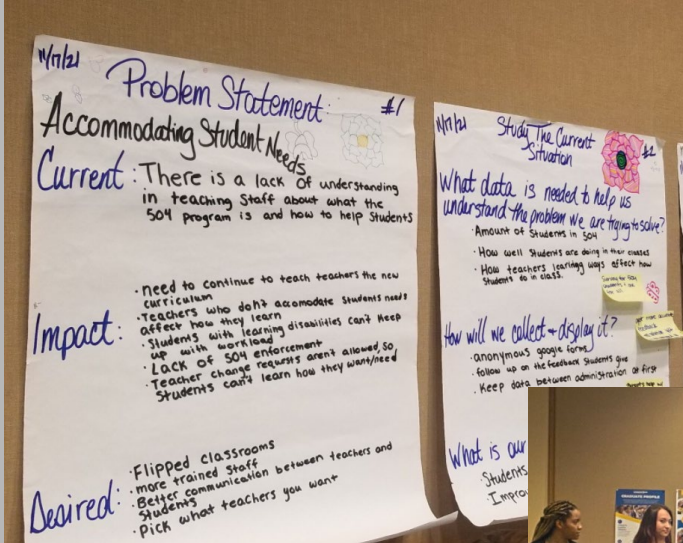 11/17/21
Problem Statement: #1
Accommodating Student Needs
Current: There is a lack of understanding
in teaching Staff about what the
504 program is and how to help Students
Impact:
· need to continue to teach teachers the new
curriculum
· Teachers who don't accomodate Students needs
affect how they learn
· Students with learning disabilities can't keep
up with workload
· Lack of 504 enforcement
· Teacher change requests aren't allowed, so
Students can't learn how they want/need
Desired:
· Flipped classrooms
· more trained Staff
· Better communication between teachers and
Students
· Pick what teachers you want
11/17/21
Study The Current
Situation #2
What data is needed to help us
understand the problem we are trying to solve?
· Amount of Students in 504
· How well Students are doing in their classes
· How teachers learning ways affect how
Students do in class.
How will we collect + display it?
· anonymous google forms
· follow up on the feedback Students give
· Keep data between administration at first
What is our
· Students
· Improv
GRADUATE PROFILE